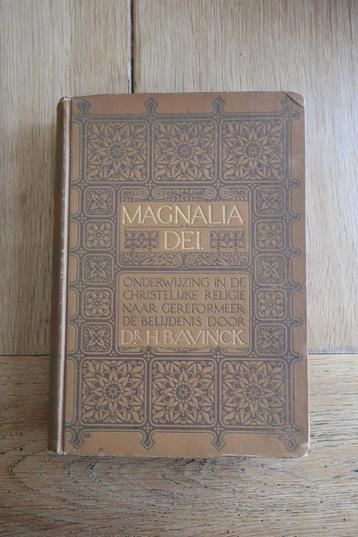 MAGNALIA
DEI.
ONDERWIJZING IN DE
CHRISTELIJKE RELIGIE
NAAR GEREFORMEER:
DE BELIJDENIS DOOR
DR H. BAVINCK.